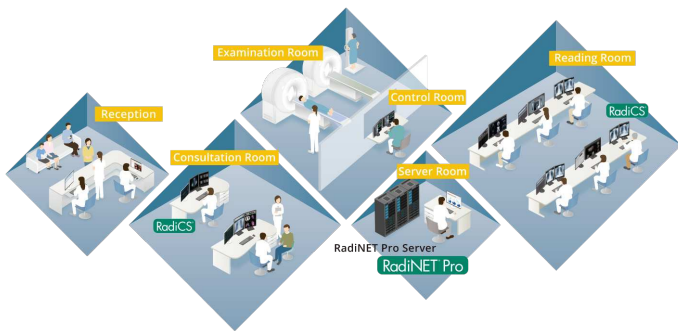 Examination Room
Reading Room
Control Room
Reception
RadiCS
Consultation Room
Server Room
RadiCS
RadiNET Pro Server
RadiNET Pro